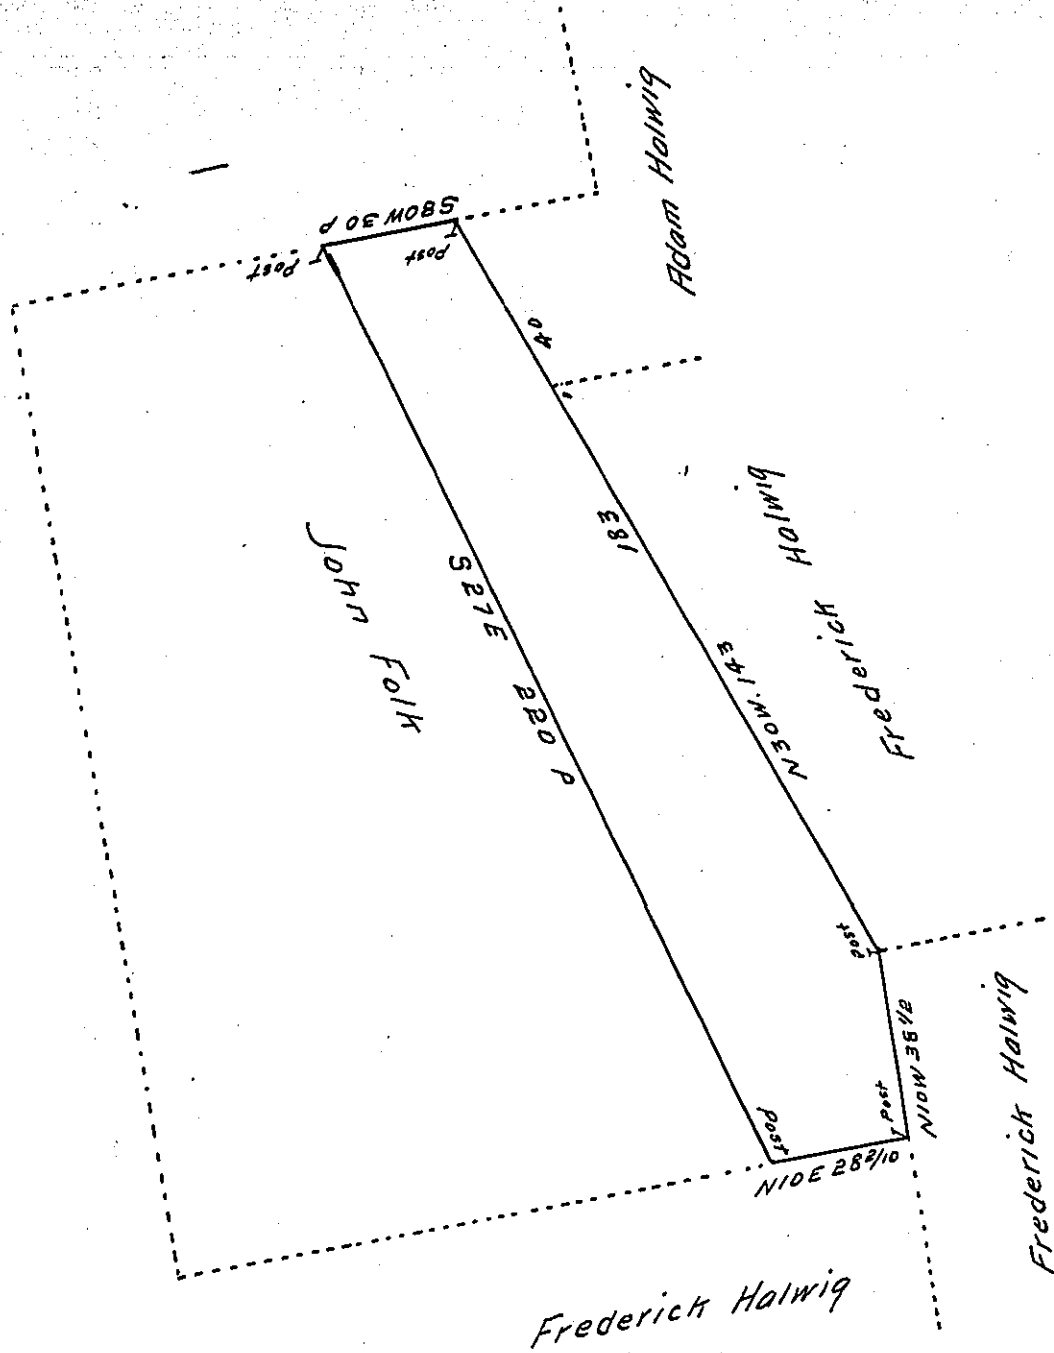 Adam Halwig
S80W 30 P
Post
Post
40
183
Frederick Halwig
John Folk
S 27 E 220 P
N30W. 143
Post
N10W 38 1/2
Post
Post
N10E 28 2/10
Frederick Halwig
Frederick Halwig